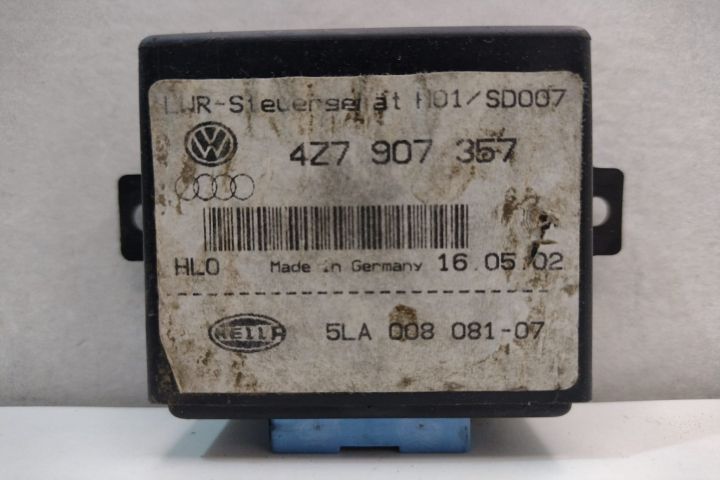 LWR-Steuergerät H01/SD007
4Z7 907 357
HLO Made in Germany 16.05.02
HELLA
5LA 008 081-07